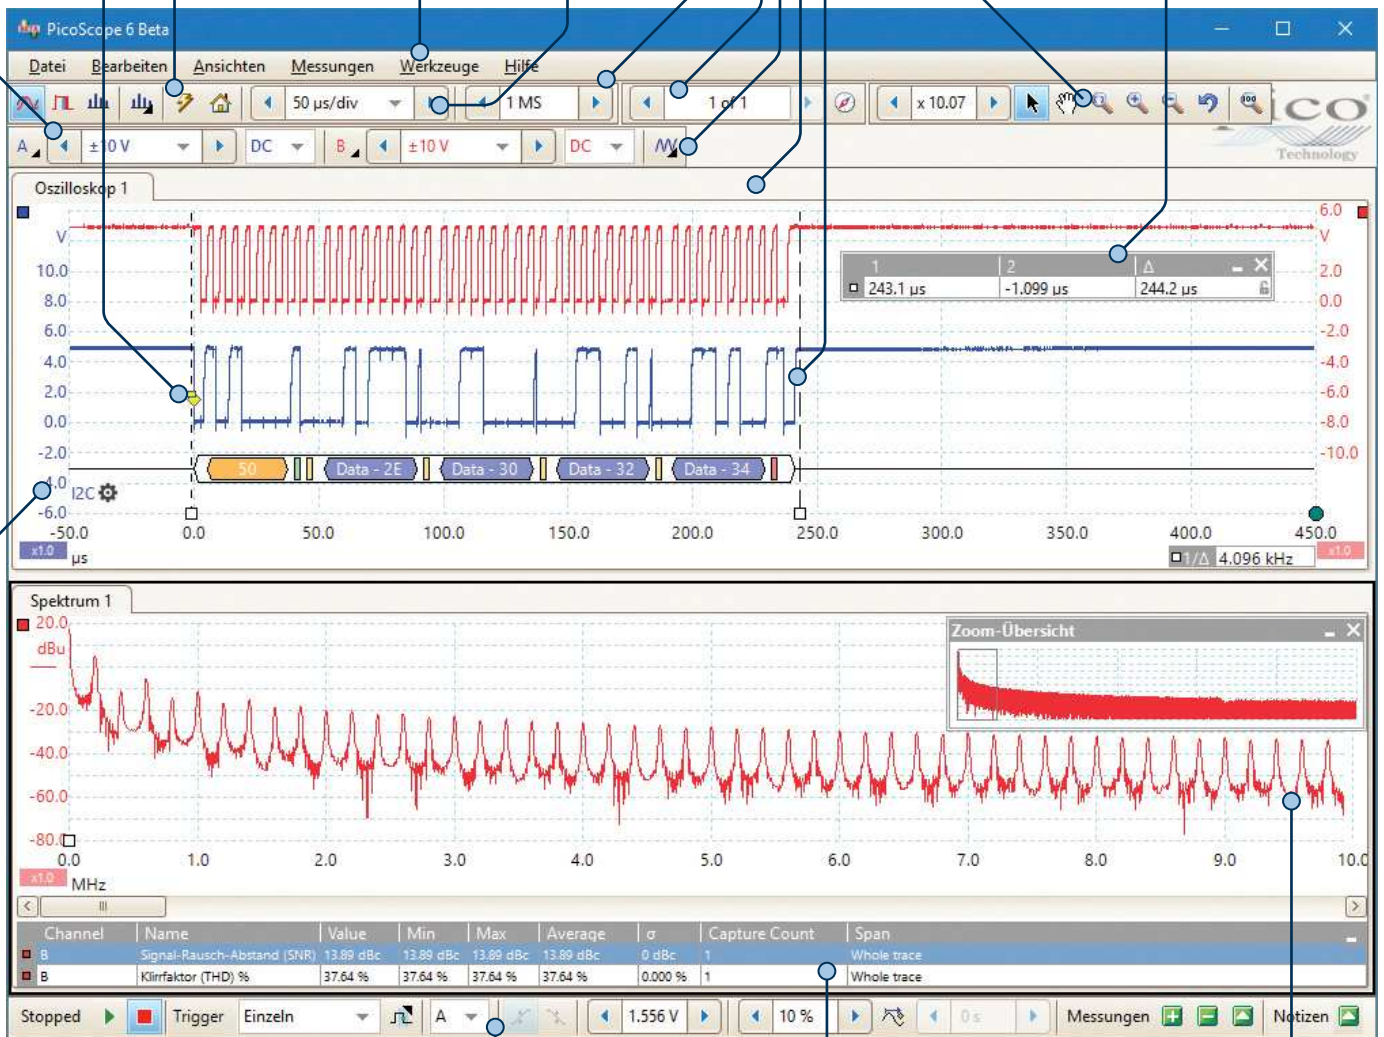 PicoScope 6 Beta
Datei Bearbeiten Ansichten Messungen Werkzeuge Hilfe
50 µs/div 1 MS 1 of 1 x 10.07
A ±10 V DC B ±10 V DC
ico
Technology
Oszilloskop 1
6.0
V V
1 2 Δ
10.0 2.0
243.1 µs -1.099 µs 244.2 µs
8.0 0.0
6.0 -2.0
4.0 -4.0
2.0 -6.0
0.0 -8.0
-2.0 -10.0
50 Data - 2E Data - 30 Data - 32 Data - 34
4.0
I2C
-6.0
-50.0 0.0 50.0 100.0 150.0 200.0 250.0 300.0 350.0 400.0 450.0
x1.0 µs 1/Δ 4.096 kHz x1.0
Spektrum 1
20.0
dBu
Zoom-Übersicht
-20.0
-40.0
-60.0
-80.0
0.0 1.0 2.0 3.0 4.0 5.0 6.0 7.0 8.0 9.0 10.0
x1.0 MHz
Channel Name Value Min Max Average σ Capture Count Span
B Signal-Rausch-Abstand (SNR) 13.89 dBc 13.89 dBc 13.89 dBc 13.89 dBc 0 dBc 1 Whole trace
B Klirrfaktor (THD) % 37.64 % 37.64 % 37.64 % 37.64 % 0.000 % 1 Whole trace
Stopped Trigger Einzeln A 1.556 V 10 % 0 s Messungen Notizen